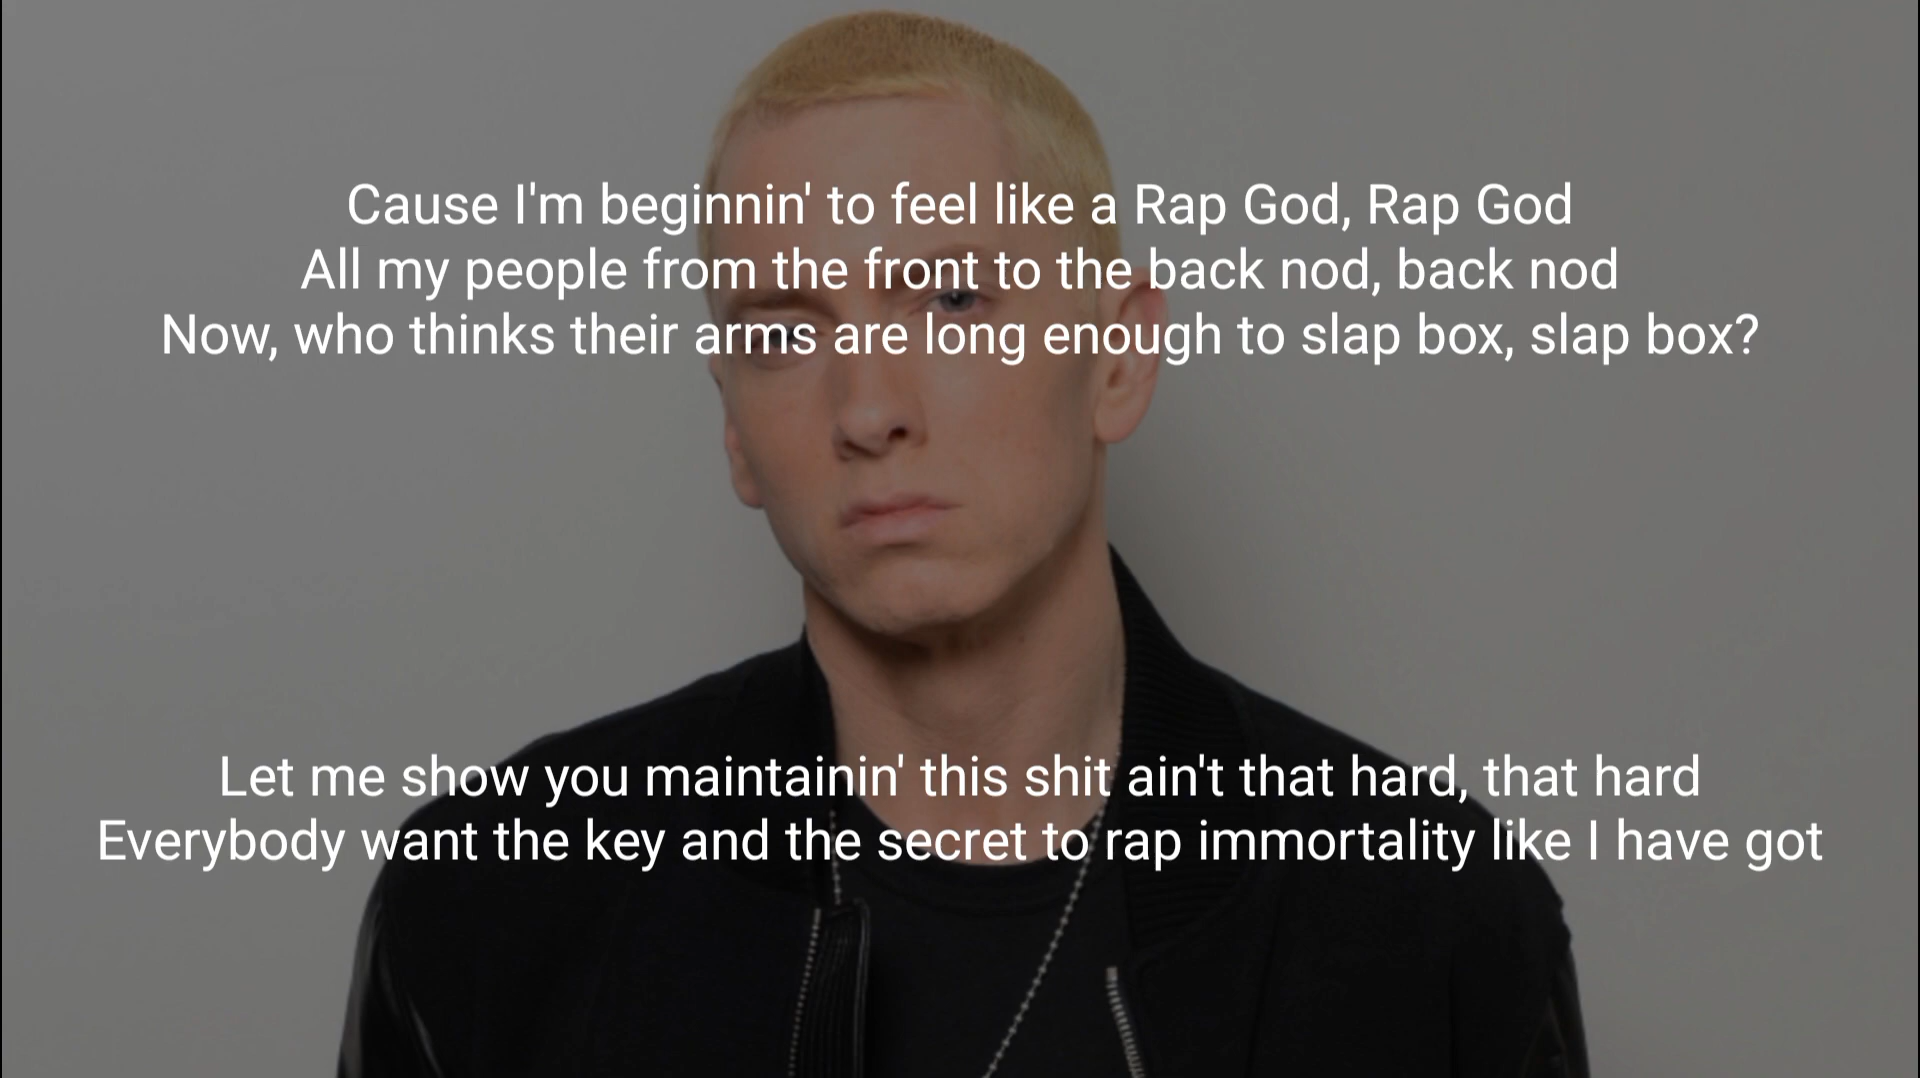 Cause I'm beginnin' to feel like a Rap God, Rap God
All my people from the front to the back nod, back nod
Now, who thinks their arms are long enough to slap box, slap box?
Let me show you maintainin' this shit ain't that hard, that hard
Everybody want the key and the secret to rap immortality like I have got